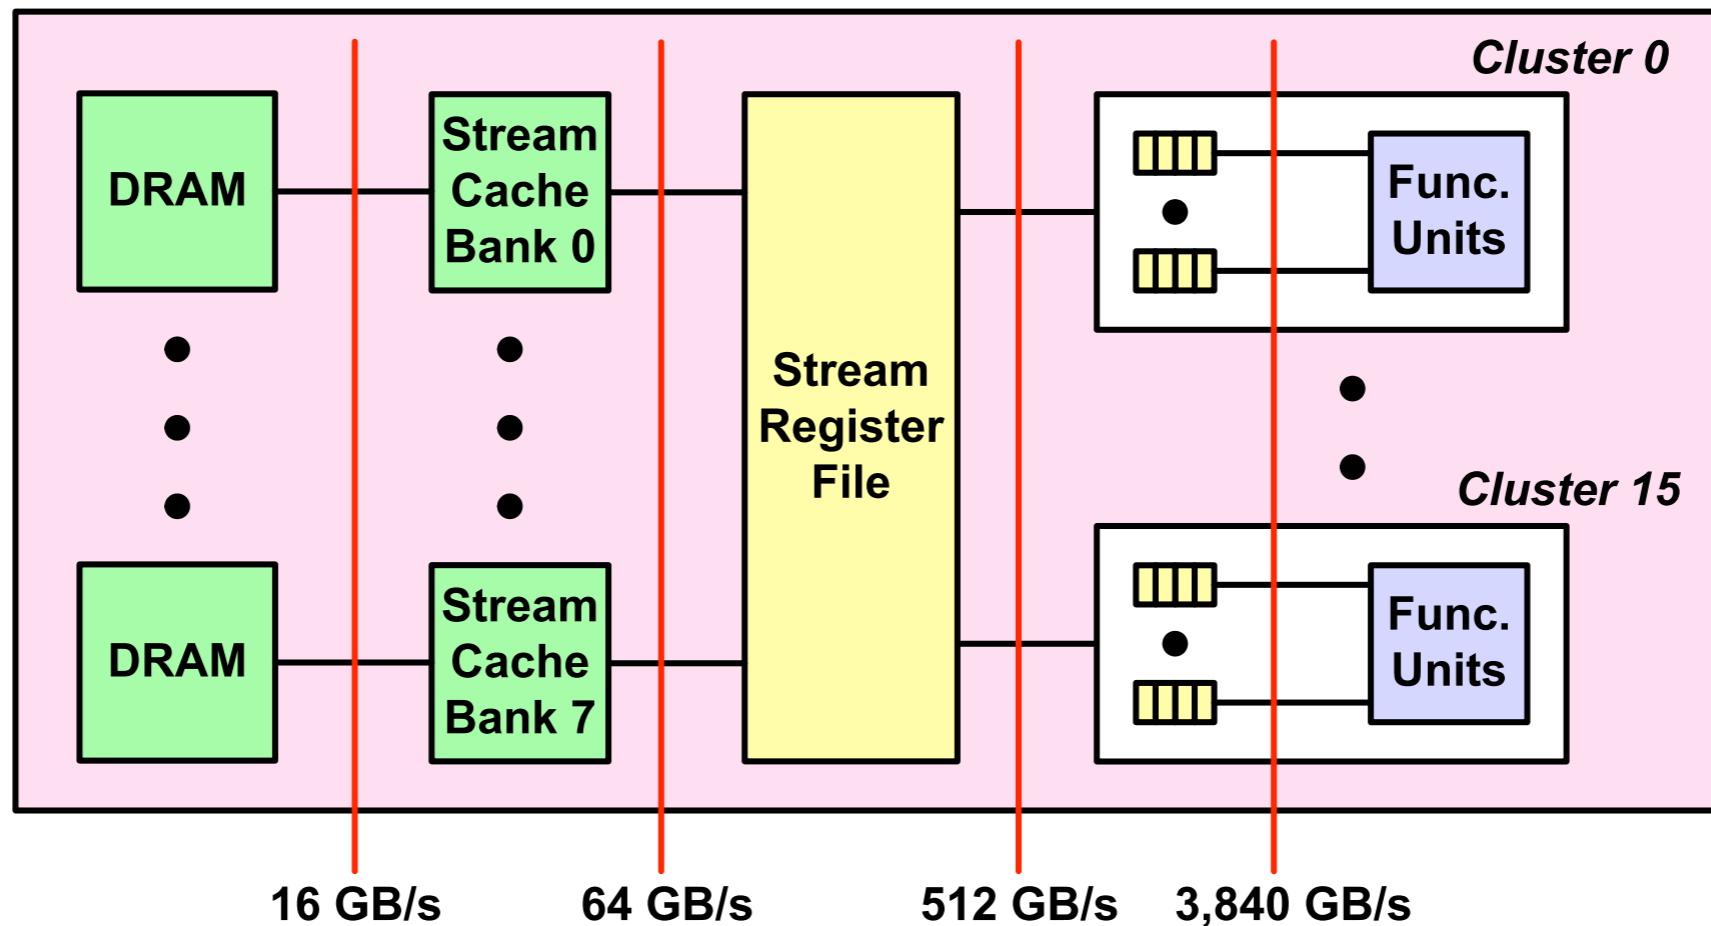 Cluster 0
DRAM
Stream
Cache
Bank 0
Func.
Units
Stream
Register
File
Cluster 15
DRAM
Stream
Cache
Bank 7
Func.
Units
16 GB/s
64 GB/s
512 GB/s
3,840 GB/s